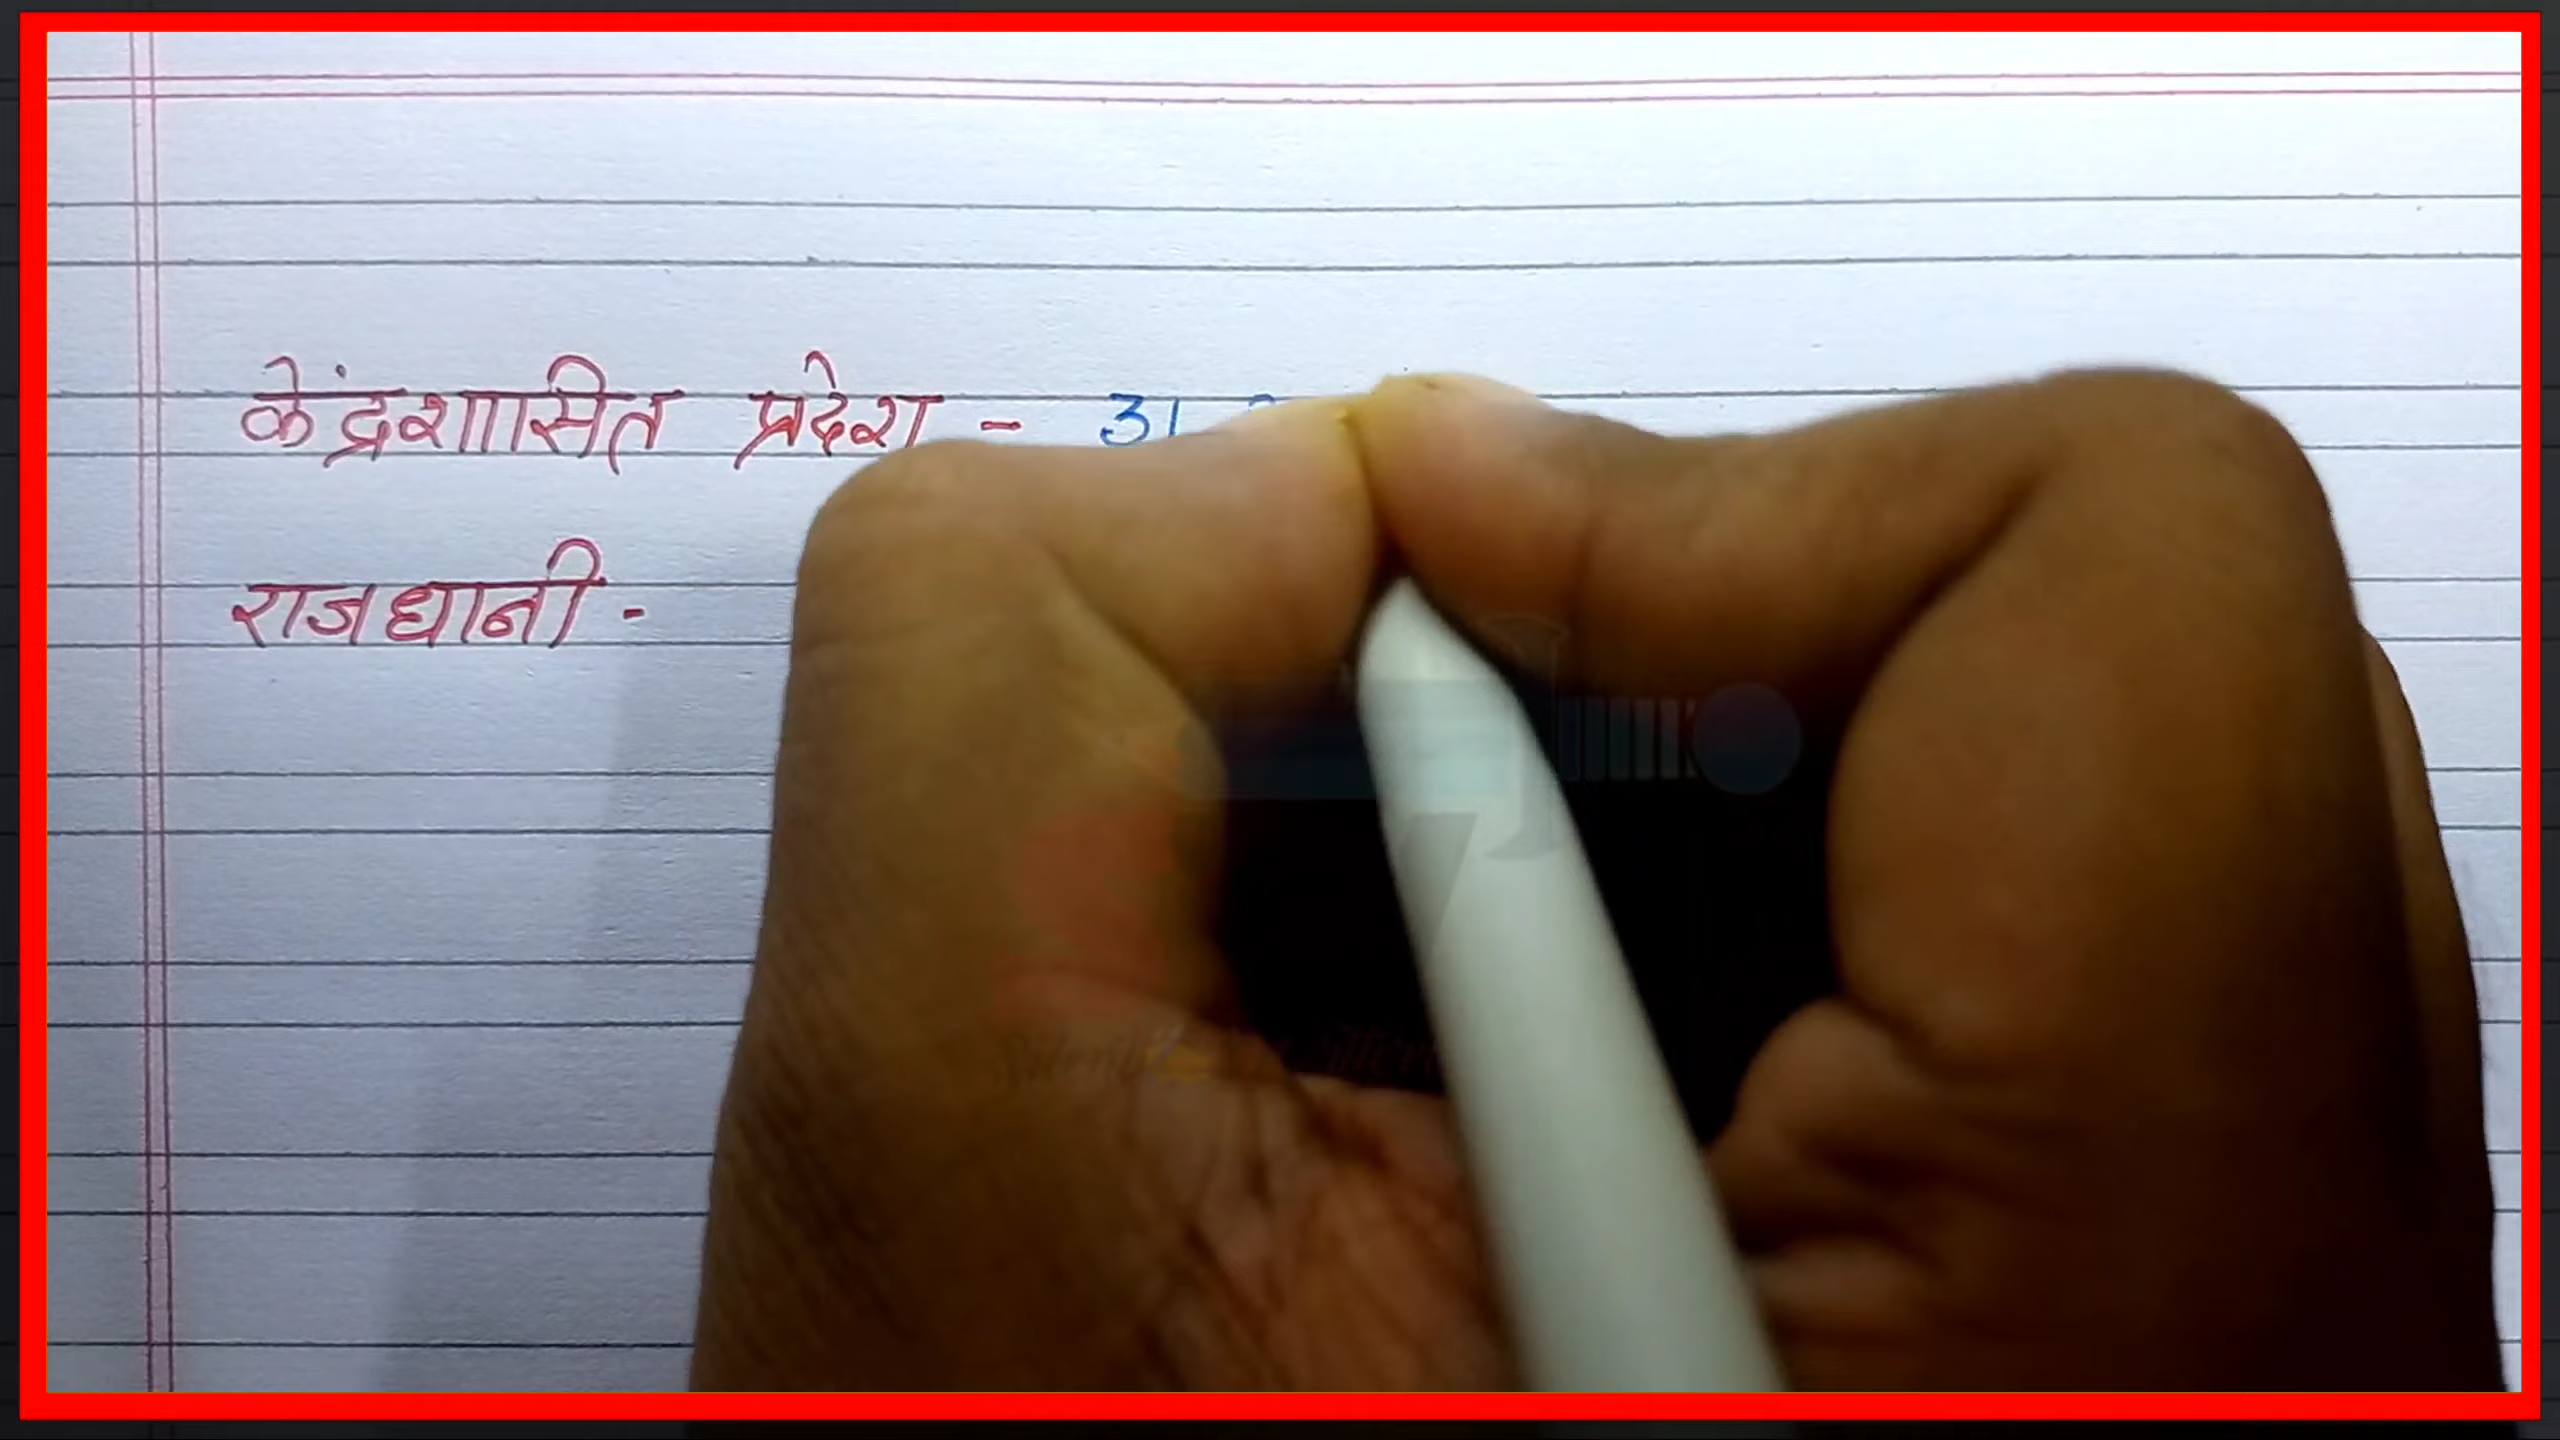 केंद्रशासित प्रदेश -
राजधानी -